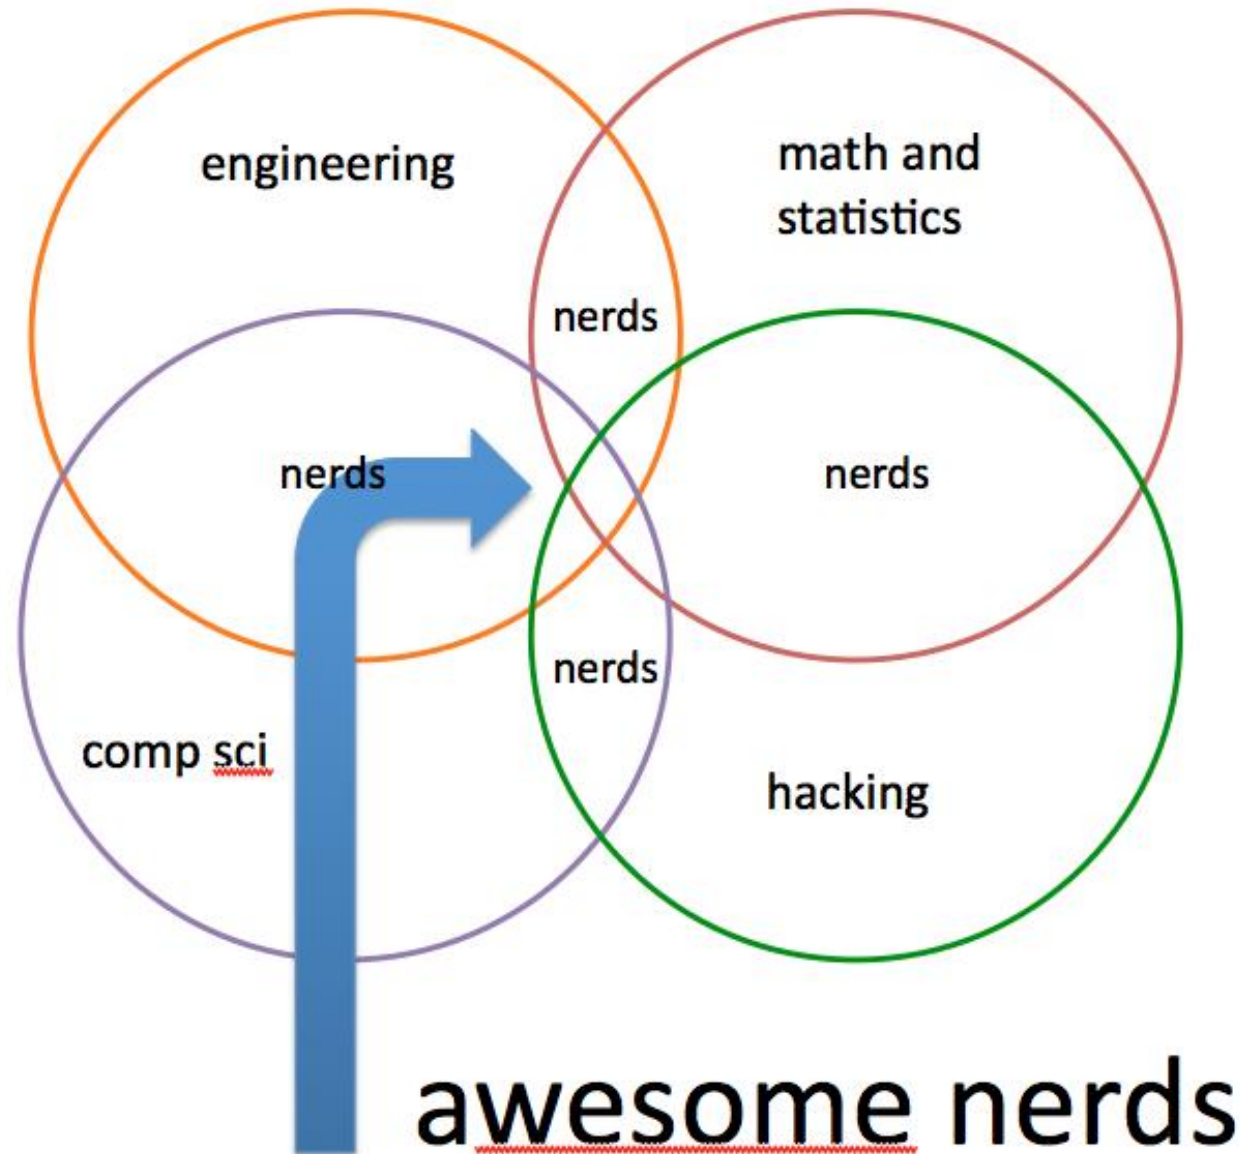 engineering
math and
statistics
nerds
nerds
nerds
nerds
comp sci
hacking
awesome nerds